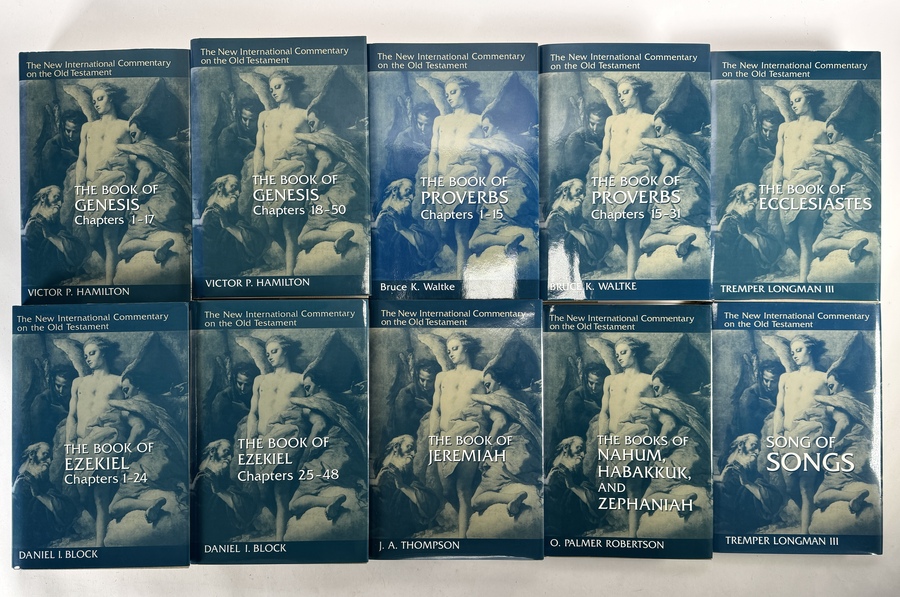 The New International Commentary
on the Old Testament
THE BOOK OF
GENESIS
Chapters 1-17
VICTOR P. HAMILTON
The New International Commentary
on the Old Testament
THE BOOK OF
GENESIS
Chapters 18-50
VICTOR P. HAMILTON
The New International Commentary
on the Old Testament
THE BOOK OF
PROVERBS
Chapters 1-15
Bruce K. Waltke
The New International Commentary
on the Old Testament
THE BOOK OF
PROVERBS
Chapters 15-31
BRUCE K. WALTKE
The New International Commentary
on the Old Testament
THE BOOK OF
ECCLESIASTES
TREMPER LONGMAN III
The New International Commentary
on the Old Testament
THE BOOK OF
EZEKIEL
Chapters 1-24
DANIEL I. BLOCK
The New International Commentary
on the Old Testament
THE BOOK OF
EZEKIEL
Chapters 25-48
DANIEL I. BLOCK
The New International Commentary
on the Old Testament
THE BOOK OF
JEREMIAH
J. A. THOMPSON
The New International Commentary
on the Old Testament
THE BOOKS OF
NAHUM,
HABAKKUK,
AND
ZEPHANIAH
O. PALMER ROBERTSON
The New International Commentary
on the Old Testament
SONG OF
SONGS
TREMPER LONGMAN III